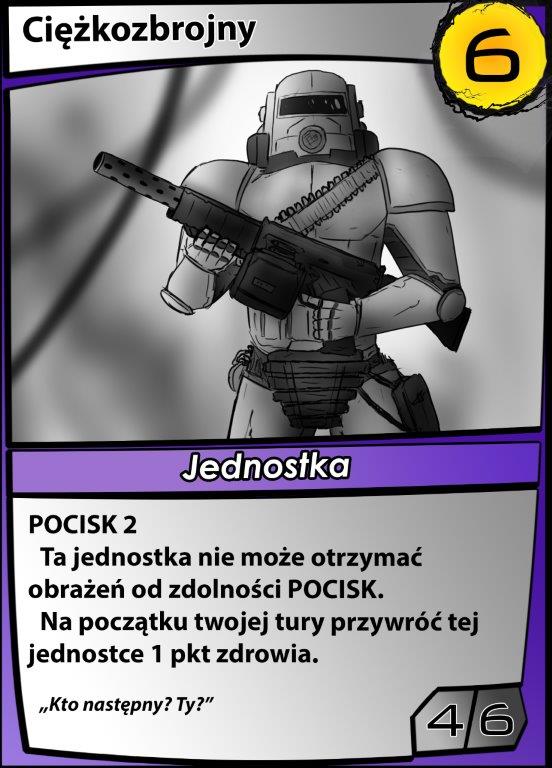 Ciężkozbrojny
6
Jednostka
POCISK 2
Ta jednostka nie może otrzymać
obrażeń od zdolności POCISK.
Na początku twojej tury przywróć tej
jednostce 1 pkt zdrowia.
„Kto następny? Ty?”
4 6